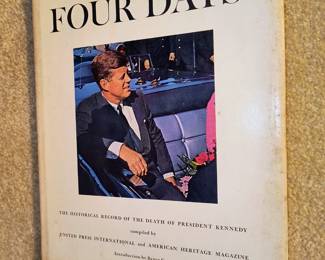 FOUR DAYS
THE HISTORICAL RECORD OF THE DEATH OF PRESIDENT KENNEDY
compiled by
UNITED PRESS INTERNATIONAL and AMERICAN HERITAGE MAGAZINE
Introduction by Bruce